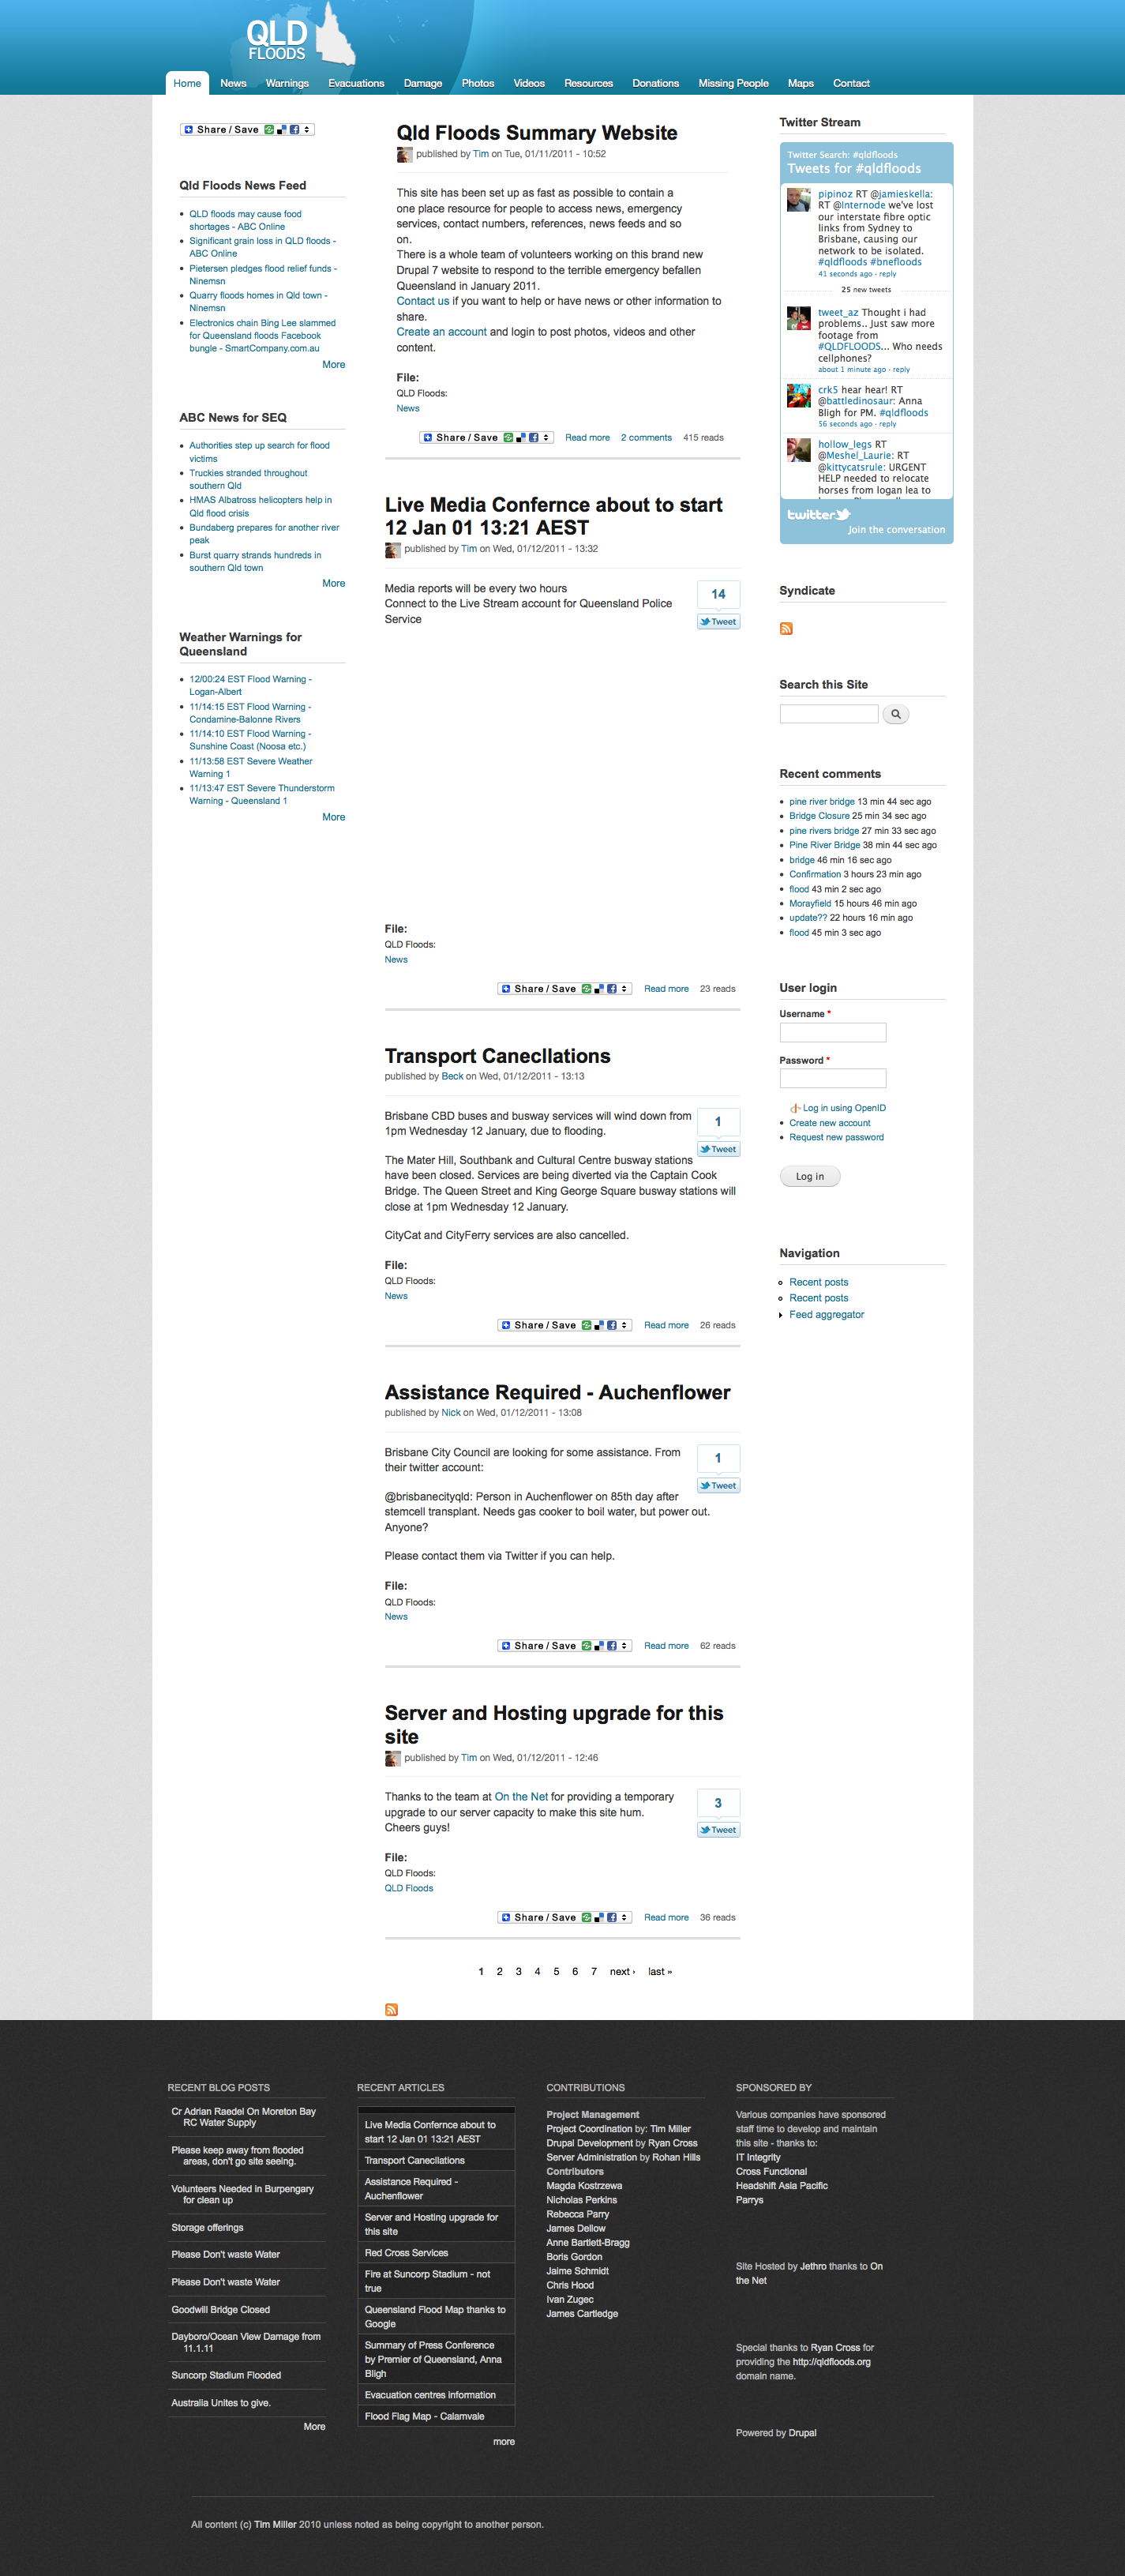 QLD
FLOODS
Home News Warnings Evacuations Damage Photos Videos Resources Donations Missing People Maps Contact
Share / Save
Qld Floods News Feed
QLD floods may cause food
shortages - ABC Online
Significant grain loss in QLD floods -
ABC Online
Pietersen pledges flood relief funds -
Ninemsn
Quarry floods homes in Qld town -
Ninemsn
Electronics chain Bing Lee slammed
for Queensland floods Facebook
bungle - SmartCompany.com.au
More
ABC News for SEQ
Authorities step up search for flood
victims
Truckies stranded throughout
southern Qld
HMAS Albatross helicopters help in
Qld flood crisis
Bundaberg prepares for another river
peak
Burst quarry strands hundreds in
southern Qld town
More
Weather Warnings for
Queensland
12/00:24 EST Flood Warning -
Logan-Albert
11/14:15 EST Flood Warning -
Condamine-Balonne Rivers
11/14:10 EST Flood Warning -
Sunshine Coast (Noosa etc.)
11/13:58 EST Severe Weather
Warning 1
11/13:47 EST Severe Thunderstorm
Warning - Queensland 1
More
Qld Floods Summary Website
published by Tim on Tue, 01/11/2011 - 10:52
This site has been set up as fast as possible to contain a
one place resource for people to access news, emergency
services, contact numbers, references, news feeds and so
on.
There is a whole team of volunteers working on this brand new
Drupal 7 website to respond to the terrible emergency befallen
Queensland in January 2011.
Contact us if you want to help or have news or other information to
share.
Create an account and login to post photos, videos and other
content.
File:
QLD Floods:
News
Share / Save Read more 2 comments 415 reads
Live Media Confernce about to start
12 Jan 01 13:21 AEST
published by Tim on Wed, 01/12/2011 - 13:32
Media reports will be every two hours
Connect to the Live Stream account for Queensland Police
Service
14
Tweet
File:
QLD Floods:
News
Share / Save Read more 23 reads
Transport Canecllations
published by Beck on Wed, 01/12/2011 - 13:13
Brisbane CBD buses and busway services will wind down from
1pm Wednesday 12 January, due to flooding.
1
Tweet
The Mater Hill, Southbank and Cultural Centre busway stations
have been closed. Services are being diverted via the Captain Cook
Bridge. The Queen Street and King George Square busway stations will
close at 1pm Wednesday 12 January.
CityCat and CityFerry services are also cancelled.
File:
QLD Floods:
News
Share / Save Read more 26 reads
Assistance Required - Auchenflower
published by Nick on Wed, 01/12/2011 - 13:08
Brisbane City Council are looking for some assistance. From
their twitter account:
1
Tweet
@brisbanecityqld: Person in Auchenflower on 85th day after
stemcell transplant. Needs gas cooker to boil water, but power out.
Anyone?
Please contact them via Twitter if you can help.
File:
QLD Floods:
News
Share / Save Read more 62 reads
Server and Hosting upgrade for this
site
published by Tim on Wed, 01/12/2011 - 12:46
Thanks to the team at On the Net for providing a temporary
upgrade to our server capacity to make this site hum.
Cheers guys!
3
Tweet
File:
QLD Floods:
QLD Floods
Share / Save Read more 36 reads
1 2 3 4 5 6 7 next › last »
Twitter Stream
Twitter Search: #qldfloods
Tweets for #qldfloods
pipinoz RT @jamieskella:
RT @Internode we've lost
our interstate fibre optic
links from Sydney to
Brisbane, causing our
network to be isolated.
#qldfloods #bnefloods
41 seconds ago · reply
25 new tweets
tweet_az Thought i had
problems.. Just saw more
footage from
#QLDFLOODS... Who needs
cellphones?
about 1 minute ago · reply
crk5 hear hear! RT
@battledinosaur: Anna
Bligh for PM. #qldfloods
56 seconds ago · reply
hollow_legs RT
@Meshel_Laurie: RT
@kittycatsrule: URGENT
HELP needed to relocate
horses from logan lea to
twitter
Join the conversation
Syndicate
Search this Site
Recent comments
pine river bridge 13 min 44 sec ago
Bridge Closure 25 min 34 sec ago
pine rivers bridge 27 min 33 sec ago
Pine River Bridge 38 min 44 sec ago
bridge 46 min 16 sec ago
Confirmation 3 hours 23 min ago
flood 43 min 2 sec ago
Morayfield 15 hours 46 min ago
update?? 22 hours 16 min ago
flood 45 min 3 sec ago
User login
Username *
Password *
Log in using OpenID
Create new account
Request new password
Log in
Navigation
Recent posts
Recent posts
Feed aggregator
RECENT BLOG POSTS
Cr Adrian Raedel On Moreton Bay
RC Water Supply
Please keep away from flooded
areas, don't go site seeing.
Volunteers Needed in Burpengary
for clean up
Storage offerings
Please Don't waste Water
Please Don't waste Water
Goodwill Bridge Closed
Dayboro/Ocean View Damage from
11.1.11
Suncorp Stadium Flooded
Australia Unites to give.
More
RECENT ARTICLES
Live Media Confernce about to
start 12 Jan 01 13:21 AEST
Transport Canecllations
Assistance Required -
Auchenflower
Server and Hosting upgrade for
this site
Red Cross Services
Fire at Suncorp Stadium - not
true
Queensland Flood Map thanks to
Google
Summary of Press Conference
by Premier of Queensland, Anna
Bligh
Evacuation centres information
Flood Flag Map - Calamvale
more
CONTRIBUTIONS
Project Management
Project Coordination by: Tim Miller
Drupal Development by Ryan Cross
Server Administration by Rohan Hills
Contributors
Magda Kostrzewa
Nicholas Perkins
Rebecca Parry
James Dellow
Anne Bartlett-Bragg
Boris Gordon
Jaime Schmidt
Chris Hood
Ivan Zugec
James Cartledge
SPONSORED BY
Various companies have sponsored
staff time to develop and maintain
this site - thanks to:
IT Integrity
Cross Functional
Headshift Asia Pacific
Parrys
Site Hosted by Jethro thanks to On
the Net
Special thanks to Ryan Cross for
providing the http://qldfloods.org
domain name.
Powered by Drupal
All content (c) Tim Miller 2010 unless noted as being copyright to another person.